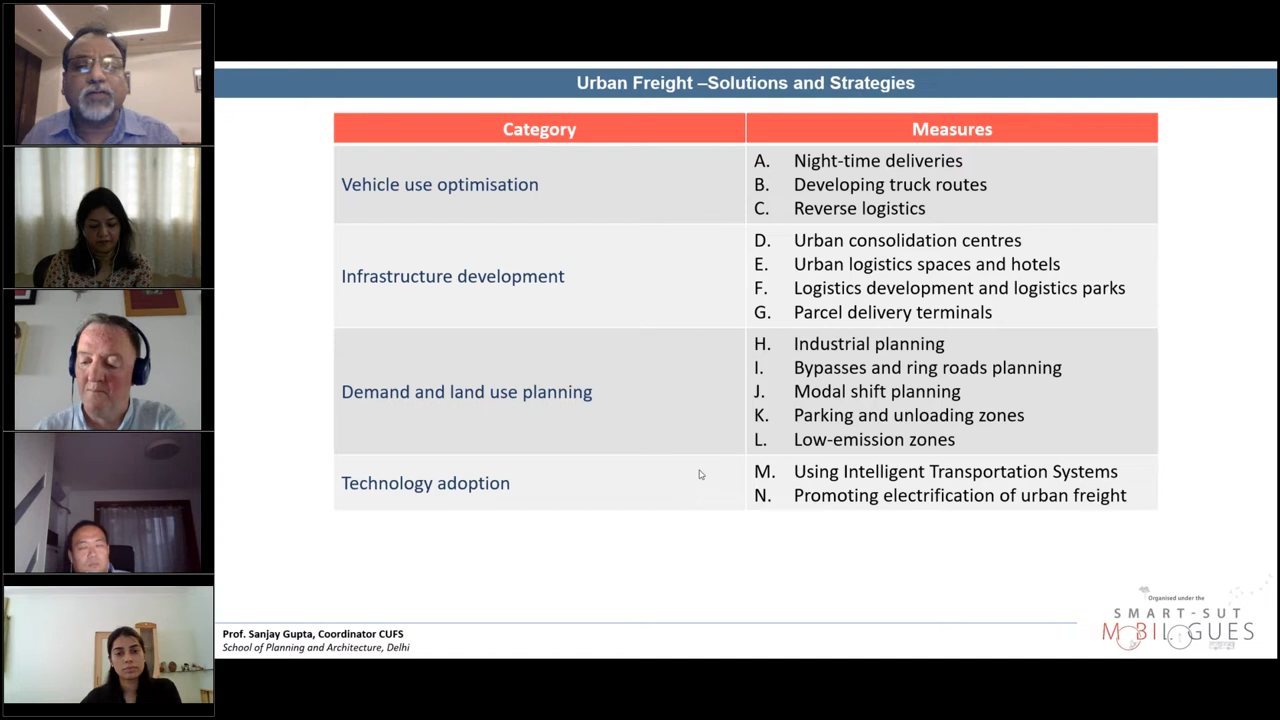 Urban Freight –Solutions and Strategies
Category
Measures
Vehicle use optimisation
A. Night-time deliveries
B. Developing truck routes
C. Reverse logistics
Infrastructure development
D. Urban consolidation centres
E. Urban logistics spaces and hotels
F. Logistics development and logistics parks
G. Parcel delivery terminals
Demand and land use planning
H. Industrial planning
I. Bypasses and ring roads planning
J. Modal shift planning
K. Parking and unloading zones
L. Low-emission zones
Technology adoption
M. Using Intelligent Transportation Systems
N. Promoting electrification of urban freight
Prof. Sanjay Gupta, Coordinator CUFS
School of Planning and Architecture, Delhi
Organised under the
SMART-SUT
MOBILOGUES